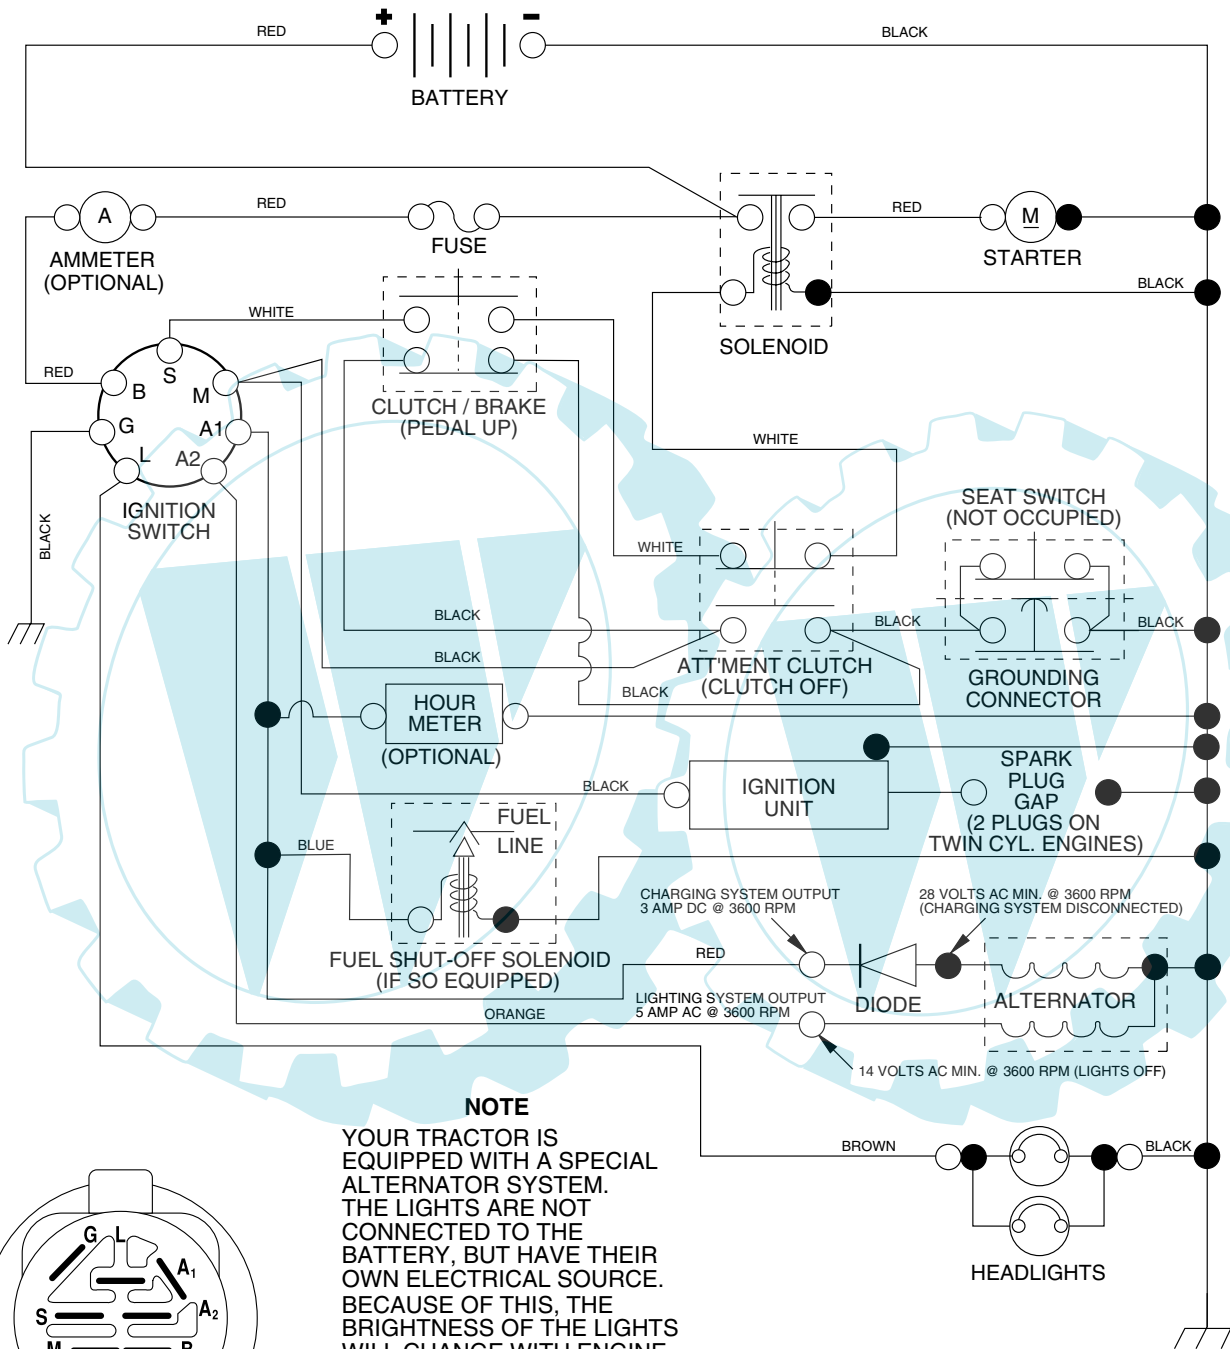 + -
RED
BLACK
BATTERY
A
RED
FUSE
RED
M
STARTER
AMMETER
(OPTIONAL)
BLACK
SOLENOID
WHITE
RED
S
B
M
G
A1
L
A2
IGNITION
SWITCH
BLACK
CLUTCH / BRAKE
(PEDAL UP)
WHITE
SEAT SWITCH
(NOT OCCUPIED)
WHITE
BLACK
BLACK
BLACK
BLACK
ATT'MENT CLUTCH
(CLUTCH OFF)
GROUNDING
CONNECTOR
BLACK
HOUR
METER
(OPTIONAL)
BLACK
IGNITION
UNIT
SPARK
PLUG
GAP
(2 PLUGS ON
TWIN CYL. ENGINES)
FUEL
LINE
BLUE
FUEL SHUT-OFF SOLENOID
(IF SO EQUIPPED)
CHARGING SYSTEM OUTPUT
3 AMP DC @ 3600 RPM
28 VOLTS AC MIN. @ 3600 RPM
(CHARGING SYSTEM DISCONNECTED)
RED
DIODE
ALTERNATOR
LIGHTING SYSTEM OUTPUT
5 AMP AC @ 3600 RPM
ORANGE
14 VOLTS AC MIN. @ 3600 RPM (LIGHTS OFF)
BROWN
BLACK
HEADLIGHTS
NOTE
YOUR TRACTOR IS
EQUIPPED WITH A SPECIAL
ALTERNATOR SYSTEM.
THE LIGHTS ARE NOT
CONNECTED TO THE
BATTERY, BUT HAVE THEIR
OWN ELECTRICAL SOURCE.
BECAUSE OF THIS, THE
BRIGHTNESS OF THE LIGHTS
WILL CHANGE WITH ENGINE
G L
A1
S
A2
M
B